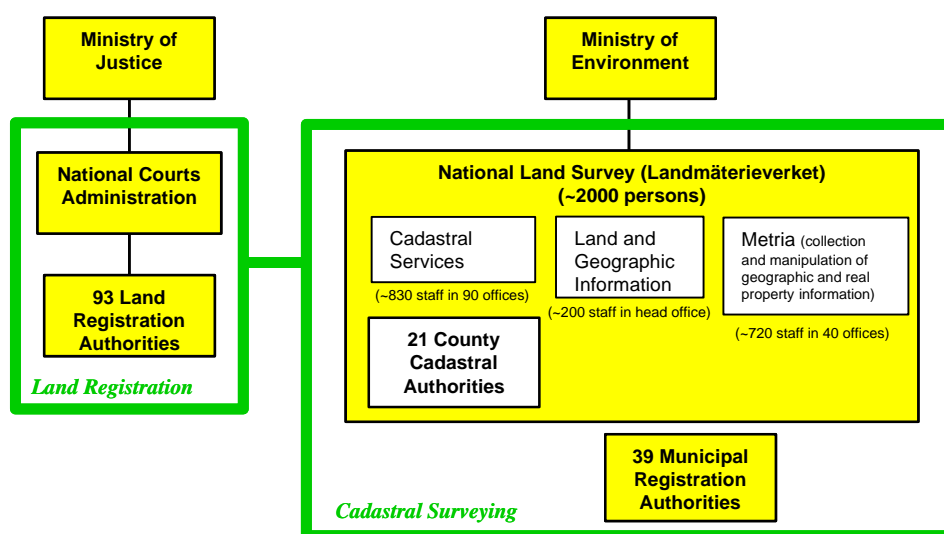 Ministry of
Justice
Ministry of
Environment
National Courts
Administration
93 Land
Registration
Authorities
Land Registration
National Land Survey (Landmäterieverket)
(~2000 persons)
Cadastral
Services
(~830 staff in 90 offices)
Land and
Geographic
Information
(~200 staff in head office)
Metria (collection
and manipulation of
geographic and real
property information)
(~720 staff in 40 offices)
21 County
Cadastral
Authorities
39 Municipal
Registration
Authorities
Cadastral Surveying